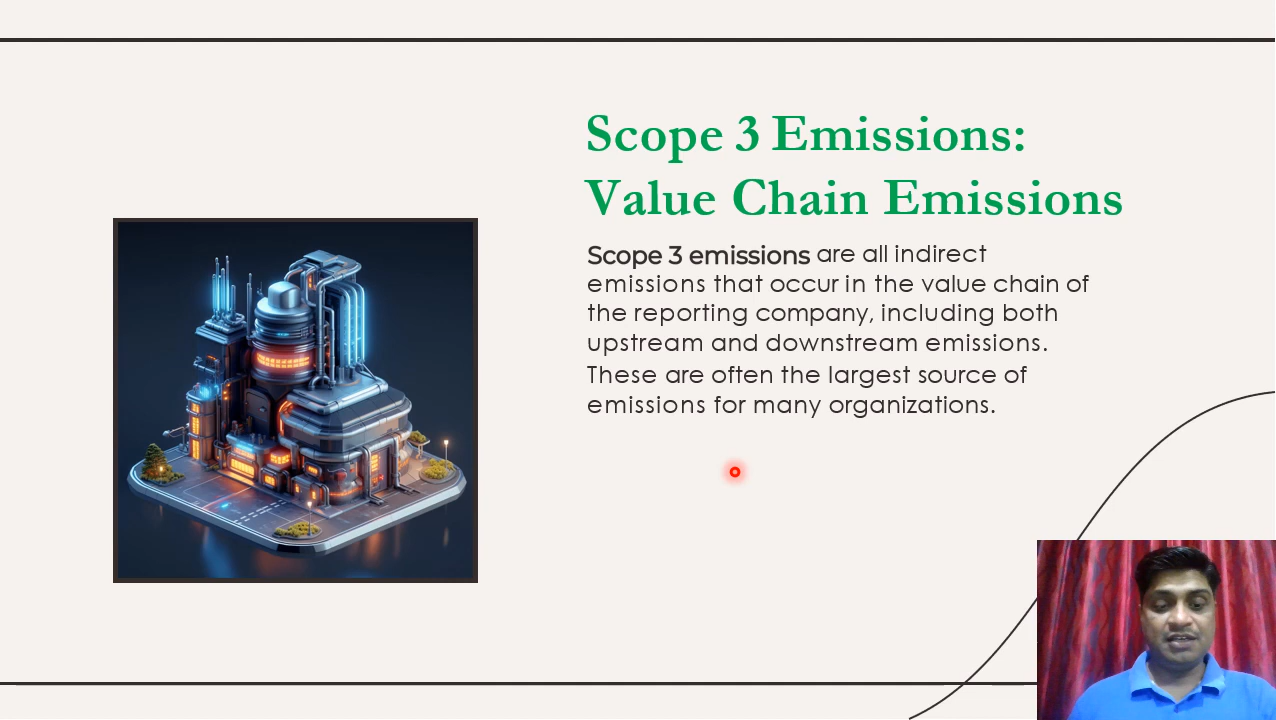 Scope 3 Emissions:
Value Chain Emissions
Scope 3 emissions are all indirect
emissions that occur in the value chain of
the reporting company, including both
upstream and downstream emissions.
These are often the largest source of
emissions for many organizations.